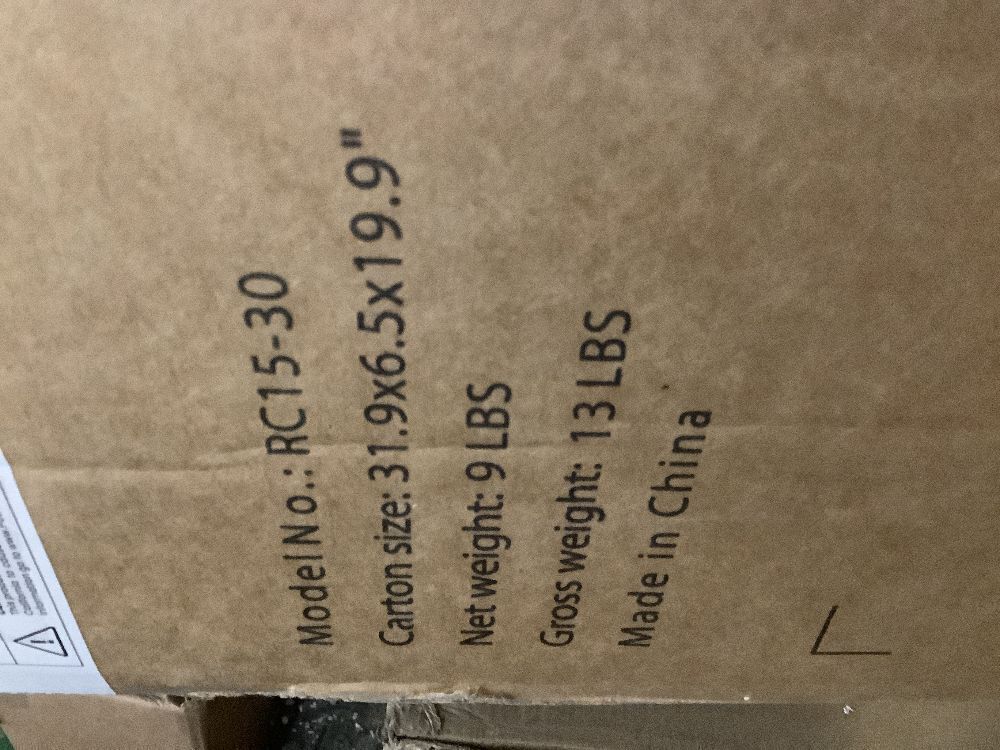 Model No.: RC15-30
Carton size: 31.9x6.5x19.9"
Net weight: 9 LBS
Gross weight: 13 LBS
Made in China